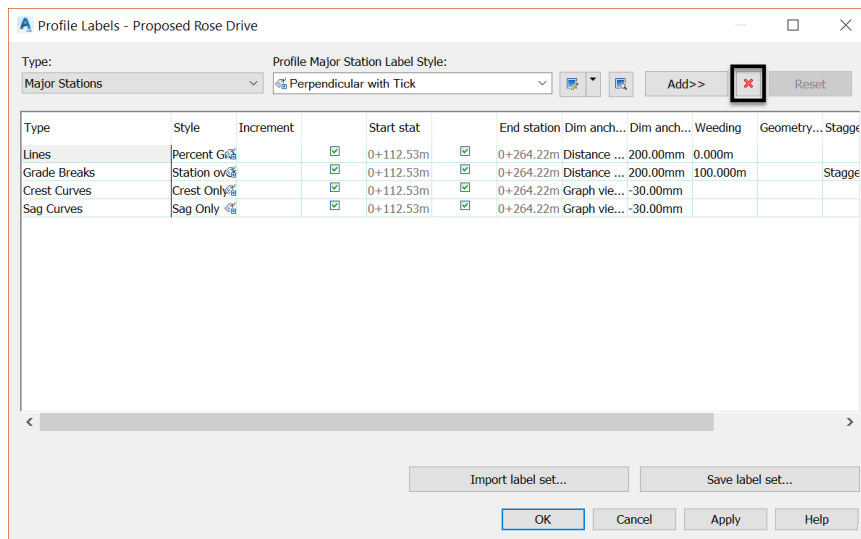 Profile Labels - Proposed Rose Drive
Type: Profile Major Station Label Style:
Major Stations Perpendicular with Tick Add>> Reset
Type Style Increment Start stat End station Dim anch... Dim anch... Weeding Geometry... Stagge
Lines Percent G 0+112.53m 0+264.22m Distance ... 200.00mm 0.000m
Grade Breaks Station ov 0+112.53m 0+264.22m Distance ... 200.00mm 100.000m Stagge
Crest Curves Crest Only 0+112.53m 0+264.22m Graph vie... -30.00mm
Sag Curves Sag Only 0+112.53m 0+264.22m Graph vie... -30.00mm
Import label set... Save label set...
OK Cancel Apply Help